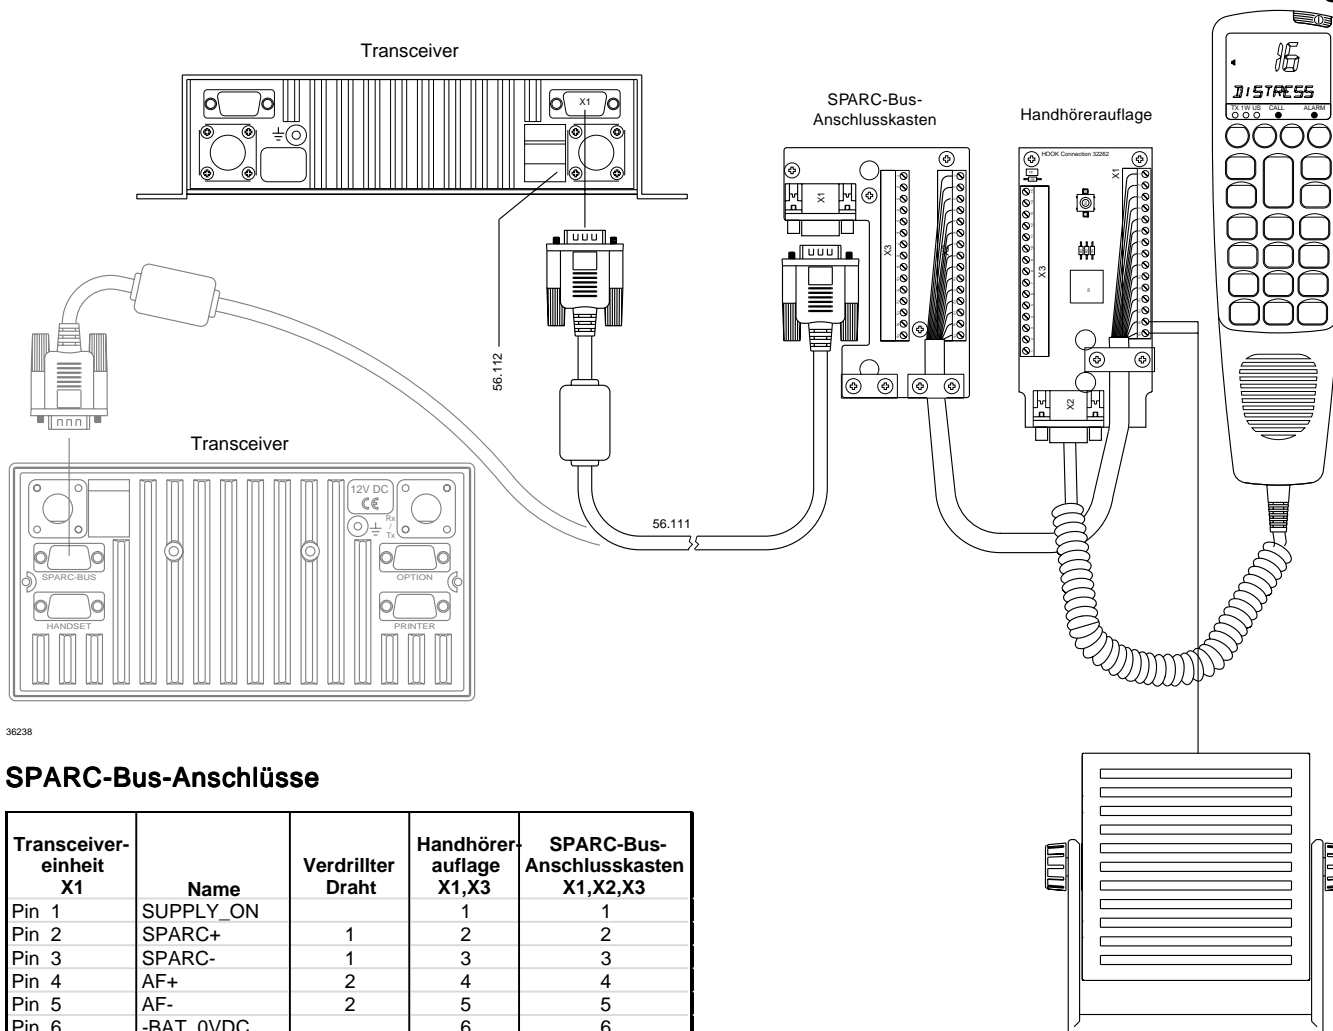 Transceiver
X1
56.112
SPARC-Bus-
Anschlusskasten
X1
X3
Handhörerauflage
HOOK Connection 32262
X1
X3
X2
16
DISTRESS
TX 1W US CALL ALARM
56.111
Transceiver
12V DC
CE
Rx
/
Tx
SPARC-BUS
OPTION
HANDSET
PRINTER
36238
SPARC-Bus-Anschlüsse
Transceiver-einheit X1 Name Verdrillter Draht Handhörer-auflage X1,X3 SPARC-Bus-Anschlusskasten X1,X2,X3
Pin 1 SUPPLY_ON 1 1
Pin 2 SPARC+ 1 2 2
Pin 3 SPARC- 1 3 3
Pin 4 AF+ 2 4 4
Pin 5 AF- 2 5 5
Pin 6 -BAT 0VDC 6 6